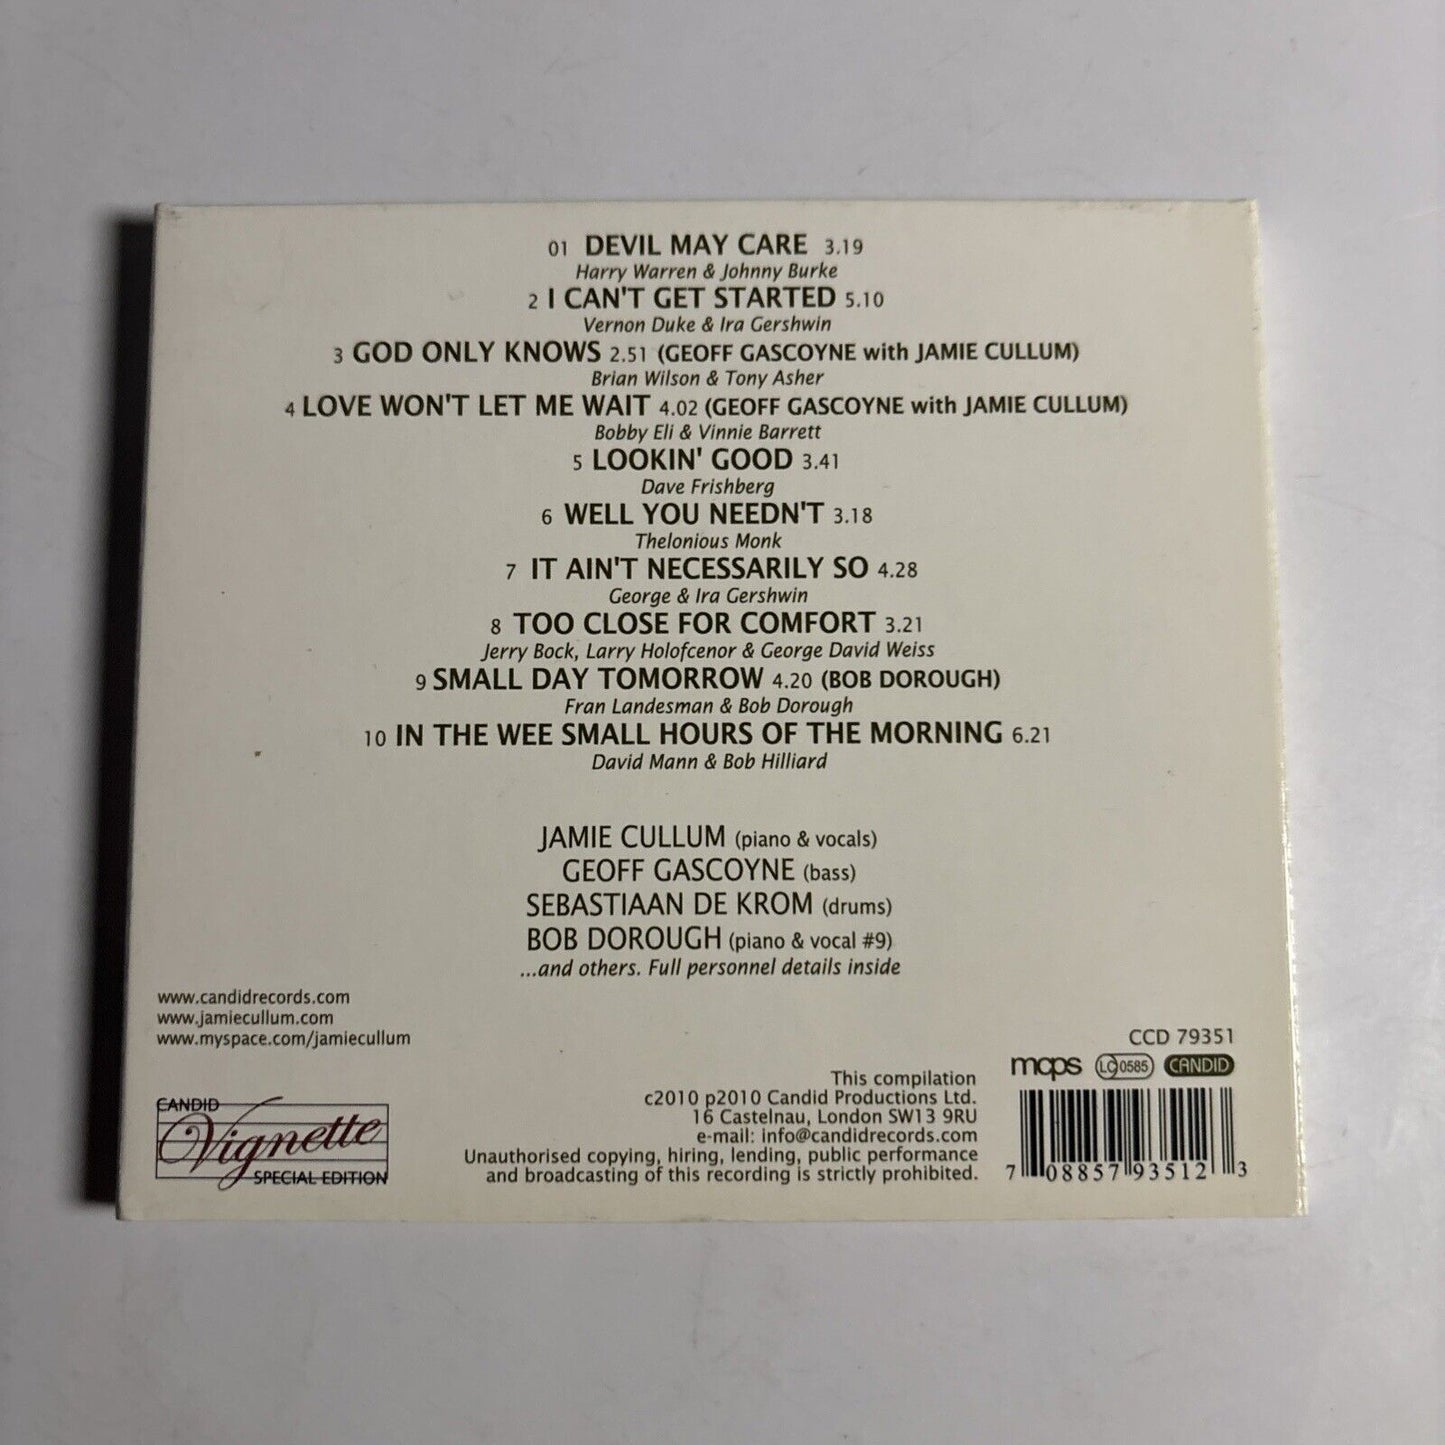 01 DEVIL MAY CARE 3.19
Harry Warren & Johnny Burke
2 I CAN'T GET STARTED 5.10
Vernon Duke & Ira Gershwin
3 GOD ONLY KNOWS 2.51 (GEOFF GASCOYNE with JAMIE CULLUM)
Brian Wilson & Tony Asher
4 LOVE WON'T LET ME WAIT 4.02 (GEOFF GASCOYNE with JAMIE CULLUM)
Bobby Eli & Vinnie Barrett
5 LOOKIN' GOOD 3.41
Dave Frishberg
6 WELL YOU NEEDN'T 3.18
Thelonious Monk
7 IT AIN'T NECESSARILY SO 4.28
George & Ira Gershwin
8 TOO CLOSE FOR COMFORT 3.21
Jerry Bock, Larry Holofcenor & George David Weiss
9 SMALL DAY TOMORROW 4.20 (BOB DOROUGH)
Fran Landesman & Bob Dorough
10 IN THE WEE SMALL HOURS OF THE MORNING 6.21
David Mann & Bob Hilliard
JAMIE CULLUM (piano & vocals)
GEOFF GASCOYNE (bass)
SEBASTIAAN DE KROM (drums)
BOB DOROUGH (piano & vocal #9)
...and others. Full personnel details inside
www.candidrecords.com
www.jamiecullum.com
www.myspace.com/jamiecullum
CANDID
Vignette
SPECIAL EDITION
This compilation
c2010 p2010 Candid Productions Ltd.
16 Castelnau, London SW13 9RU
e-mail: info@candidrecords.com
Unauthorised copying, hiring, lending, public performance
and broadcasting of this recording is strictly prohibited.
CCD 79351
mcps LC 0585 CANDID
7 08857 93512 3